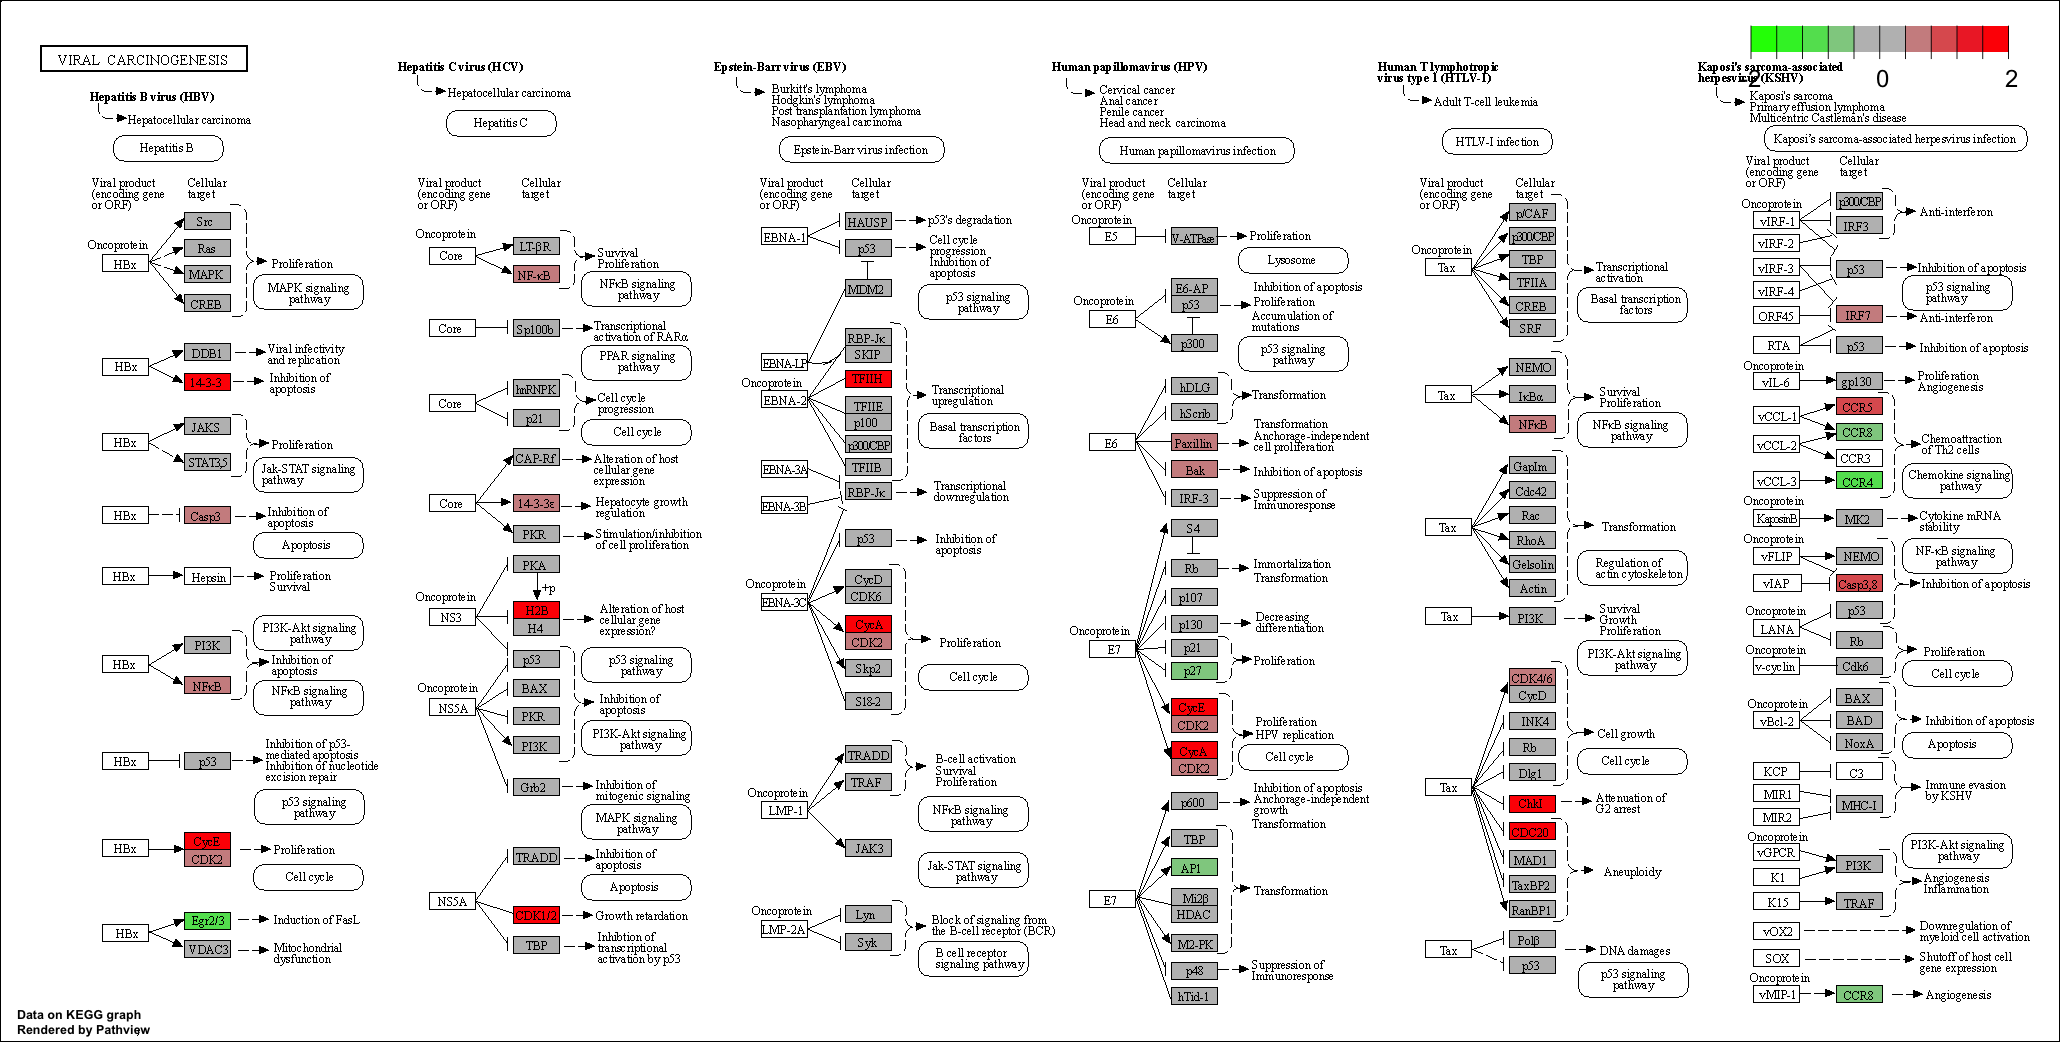 VIRAL CARCINOGENESIS
-2 0 2
Hepatitis B virus (HBV)
Hepatocellular carcinoma
Hepatitis B
Viral product
(encoding gene
or ORF)
Cellular
target
Oncoprotein
HBx
Src
Ras
MAPK
CREB
Proliferation
MAPK signaling
pathway
HBx
DDB1
Viral infectivity
and replication
14-3-3
Inhibition of
apoptosis
HBx
JAKS
STAT3,5
Proliferation
Jak-STAT signaling
pathway
HBx
Casp3
Inhibition of
apoptosis
Apoptosis
HBx
Hepsin
Proliferation
Survival
PI3K-Akt signaling
pathway
HBx
PI3K
NFκB
Inhibition of
apoptosis
NFκB signaling
pathway
HBx
p53
Inhibition of p53-
mediated apoptosis
Inhibition of nucleotide
excision repair
p53 signaling
pathway
HBx
CycE
CDK2
Proliferation
Cell cycle
HBx
Egr2/3
Induction of FasL
VDAC3
Mitochondrial
dysfunction
Hepatitis C virus (HCV)
Hepatocellular carcinoma
Hepatitis C
Viral product
(encoding gene
or ORF)
Cellular
target
Oncoprotein
Core
LT-βR
NF-κB
Survival
Proliferation
NFκB signaling
pathway
Core
Sp100b
Transcriptional
activation of RARα
PPAR signaling
pathway
Core
hnRNPK
p21
Cell cycle
progression
Cell cycle
Core
CAP-Rf
Alteration of host
cellular gene
expression
14-3-3ε
Hepatocyte growth
regulation
PKR
Stimulation/inhibition
of cell proliferation
Oncoprotein
NS3
PKA
+p
H2B
H4
Alteration of host
cellular gene
expression?
p53
p53 signaling
pathway
Oncoprotein
NS5A
BAX
PKR
PI3K
Inhibition of
apoptosis
PI3K-Akt signaling
pathway
Grb2
Inhibition of
mitogenic signaling
MAPK signaling
pathway
NS5A
TRADD
Inhibition of
apoptosis
Apoptosis
CDK1/2
Growth retardation
TBP
Inhibtion of
transcriptional
activation by p53
Epstein-Barr virus (EBV)
Burkitt's lymphoma
Hodgkin's lymphoma
Post transplantation lymphoma
Nasopharyngeal carcinoma
Epstein-Barr virus infection
Viral product
(encoding gene
or ORF)
Cellular
target
EBNA-1
HAUSP
p53's degradation
p53
Cell cycle
progression
Inhibition of
apoptosis
MDM2
p53 signaling
pathway
EBNA-LP
Oncoprotein
EBNA-2
RBP-Jκ
SKIP
TFIIH
TFIIE
p100
p300/CBP
TFIIB
Transcriptional
upregulation
Basal transcription
factors
EBNA-3A
EBNA-3B
RBP-Jκ
Transcriptional
downregulation
p53
Inhibition of
apoptosis
Oncoprotein
EBNA-3C
CycD
CDK6
CycA
CDK2
Skp2
S18-2
Proliferation
Cell cycle
Oncoprotein
LMP-1
TRADD
TRAF
JAK3
B-cell activation
Survival
Proliferation
NFκB signaling
pathway
Jak-STAT signaling
pathway
Oncoprotein
LMP-2A
Lyn
Syk
Block of signaling from
the B-cell receptor (BCR)
B cell receptor
signaling pathway
Human papillomavirus (HPV)
Cervical cancer
Anal cancer
Penile cancer
Head and neck carcinoma
Human papillomavirus infection
Viral product
(encoding gene
or ORF)
Cellular
target
Oncoprotein
E5
V-ATPase
Proliferation
Lysosome
Oncoprotein
E6
E6-AP
p53
p300
Inhibition of apoptosis
Proliferation
Accumulation of
mutations
p53 signaling
pathway
E6
hDLG
hScrib
Transformation
Paxillin
Transformation
Anchorage-independent
cell proliferation
Bak
Inhibition of apoptosis
IRF-3
Suppression of
Immunoresponse
Oncoprotein
E7
S4
Rb
Immortalization
Transformation
p107
p130
Decreasing
differentiation
p21
p27
Proliferation
CycE
CDK2
CycA
CDK2
Proliferation
HPV replication
Cell cycle
Oncoprotein
E7
p600
Inhibition of apoptosis
Anchorage-independent
growth
Transformation
TBP
AP1
Mi2β
HDAC
M2-PK
Transformation
p48
Suppression of
Immunoresponse
hTid-1
Human T lymphotropic
virus type 1 (HTLV-1)
Adult T-cell leukemia
HTLV-I infection
Viral product
(encoding gene
or ORF)
Cellular
target
Oncoprotein
Tax
p/CAF
p300/CBP
TBP
TFIIA
CREB
SRF
Transcriptional
activation
Basal transcription
factors
Tax
NEMO
IκBα
NFκB
Survival
Proliferation
NFκB signaling
pathway
Tax
GapIm
Cdc42
Rac
RhoA
Gelsolin
Actin
Transformation
Regulation of
actin cytoskeleton
Tax
PI3K
Survival
Growth
Proliferation
PI3K-Akt signaling
pathway
Tax
CDK4/6
CycD
INK4
Rb
Dlg1
Cell growth
Cell cycle
ChkI
Attenuation of
G2 arrest
CDC20
MAD1
TaxBP2
RanBP1
Aneuploidy
Tax
Polβ
p53
DNA damages
p53 signaling
pathway
Kaposi's sarcoma-associated
herpesvirus (KSHV)
Kaposi's sarcoma
Primary effusion lymphoma
Multicentric Castleman's disease
Kaposi's sarcoma-associated herpesvirus infection
Viral product
(encoding gene
or ORF)
Cellular
target
Oncoprotein
vIRF-1
vIRF-2
p300/CBP
IRF3
Anti-interferon
vIRF-3
vIRF-4
p53
Inhibition of apoptosis
p53 signaling
pathway
ORF45
IRF7
Anti-interferon
RTA
p53
Inhibition of apoptosis
vIL-6
gp130
Proliferation
Angiogenesis
vCCL-1
vCCL-2
vCCL-3
CCR5
CCR8
CCR3
CCR4
Chemoattraction
of Th2 cells
Chemokine signaling
pathway
Oncoprotein
KaposinB
MK2
Cytokine mRNA
stability
Oncoprotein
vFLIP
NEMO
NF-κB signaling
pathway
vIAP
Casp3,8
Inhibition of apoptosis
Oncoprotein
LANA
p53
Rb
Oncoprotein
v-cyclin
Cdk6
Proliferation
Cell cycle
Oncoprotein
vBcl-2
BAX
BAD
NoxA
Inhibition of apoptosis
Apoptosis
KCP
C3
MIR1
MIR2
MHC-I
Immune evasion
by KSHV
Oncoprotein
vGPCR
K1
PI3K
PI3K-Akt signaling
pathway
K15
TRAF
Angiogenesis
Inflammation
vOX2
Downregulation of
myeloid cell activation
SOX
Shutoff of host cell
gene expression
Oncoprotein
vMIP-1
CCR8
Angiogenesis
Data on KEGG graph
Rendered by Pathview